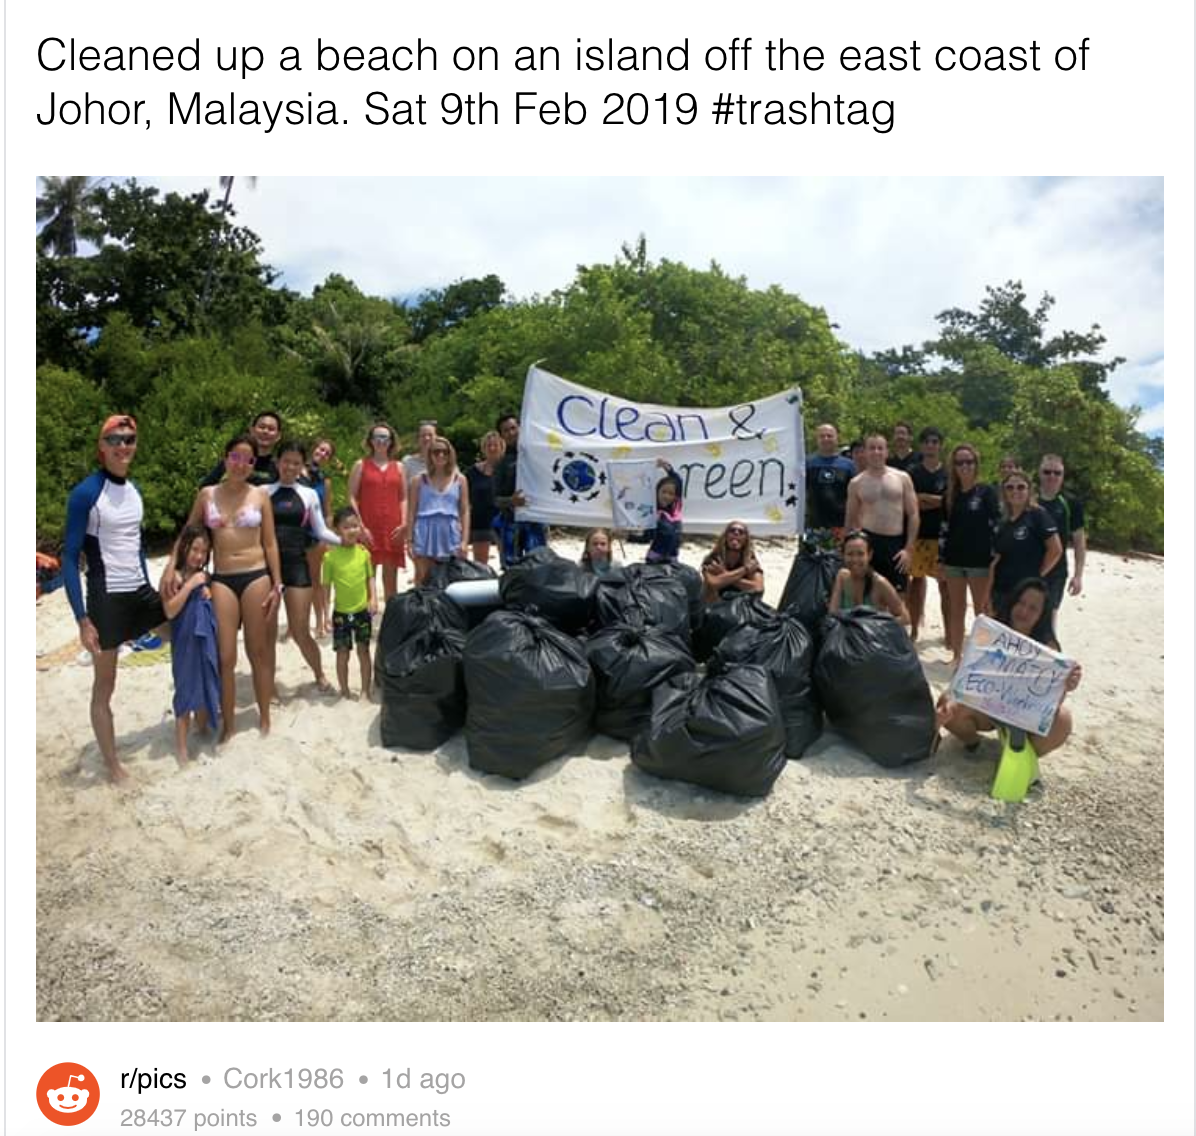 Cleaned up a beach on an island off the east coast of
Johor, Malaysia. Sat 9th Feb 2019 #trashtag
Clean &
reen
AHOY
MATEY
Eco-
r/pics • Cork1986 • 1d ago
28437 points • 190 comments